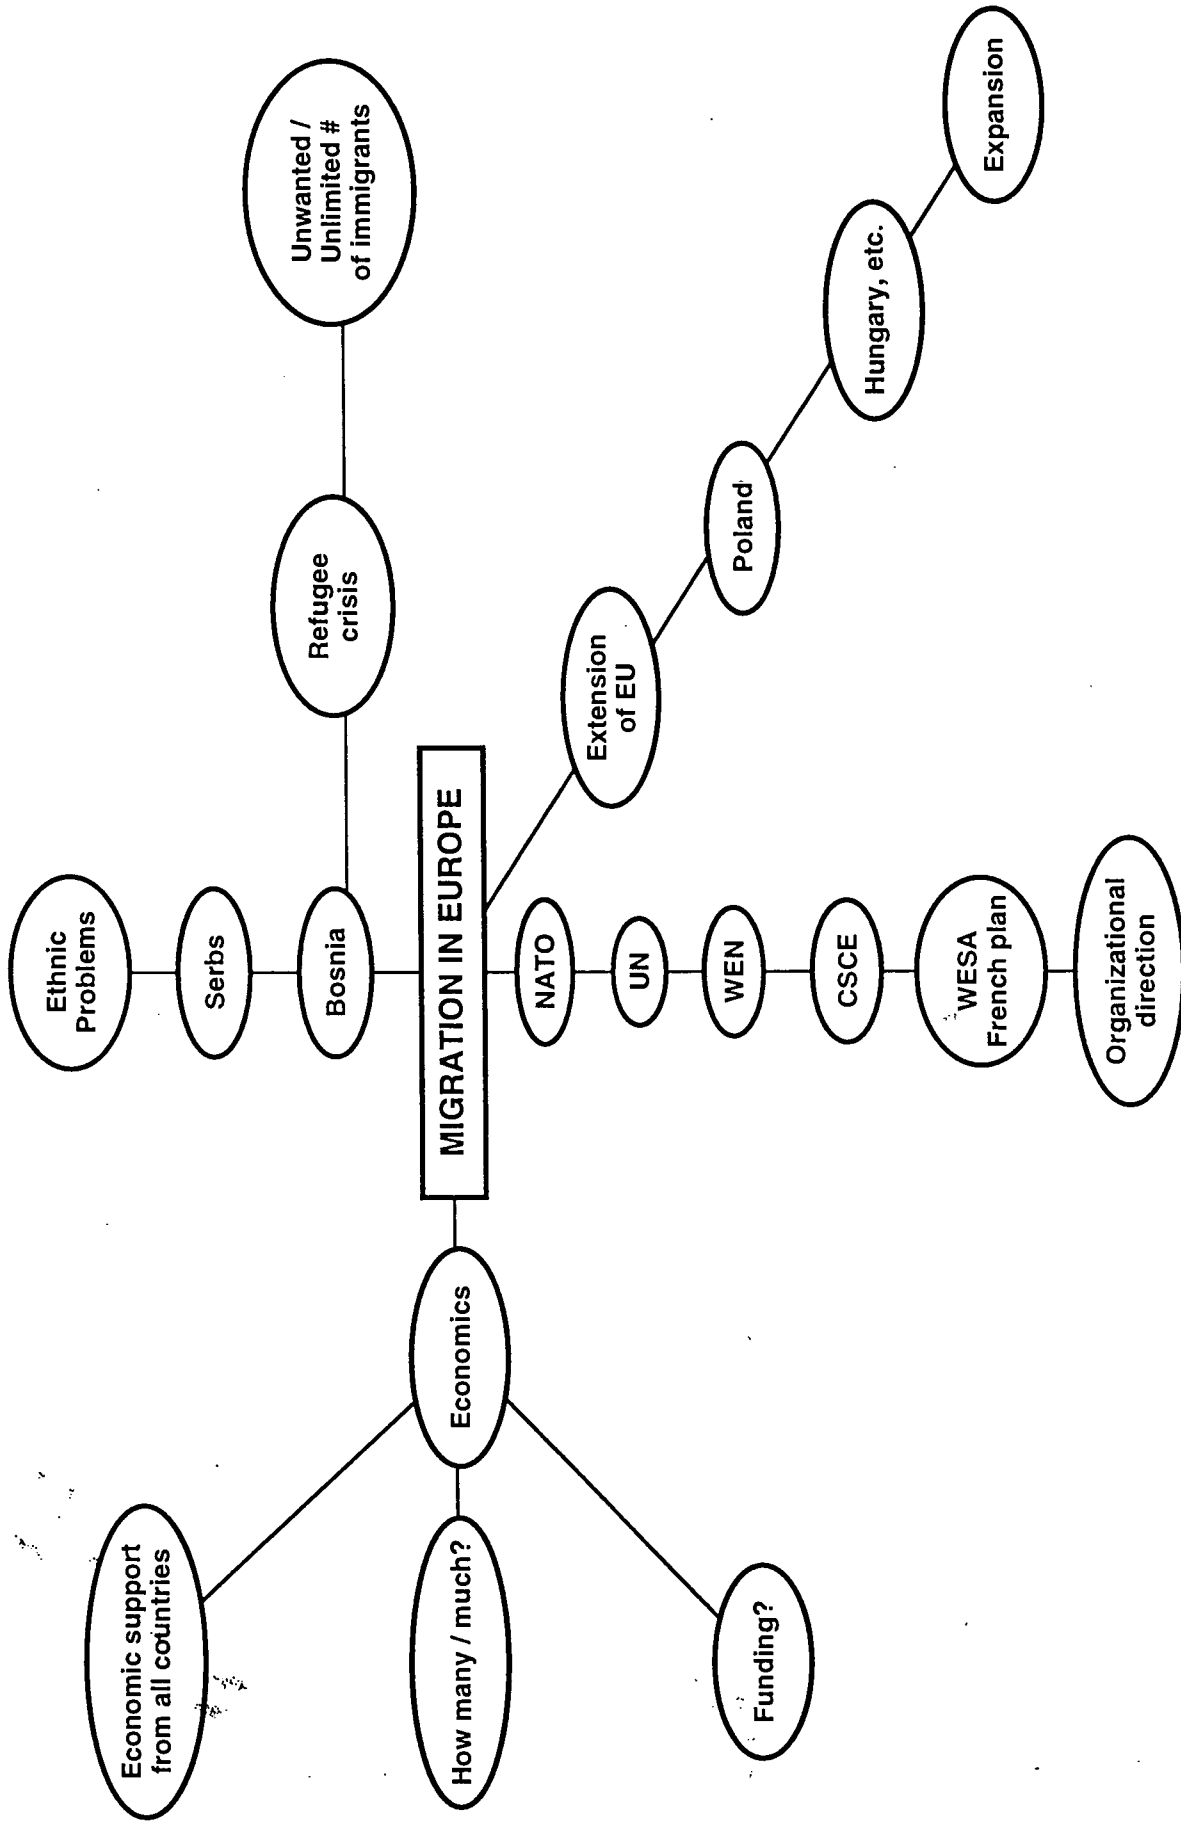 Ethnic
Problems
Serbs
Bosnia
Refugee
crisis
Unwanted /
Unlimited #
of immigrants
MIGRATION IN EUROPE
Economics
Economic support
from all countries
How many / much?
Funding?
Extension
of EU
Poland
Hungary, etc.
Expansion
NATO
UN
WEN
CSCE
WESA
French plan
Organizational
direction